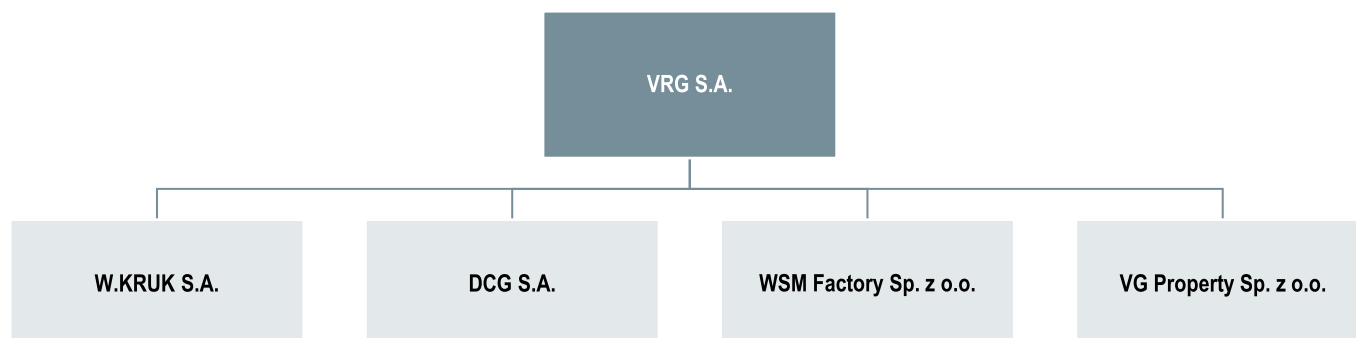 VRG S.A.
W.KRUK S.A.
DCG S.A.
WSM Factory Sp. z o.o.
VG Property Sp. z o.o.